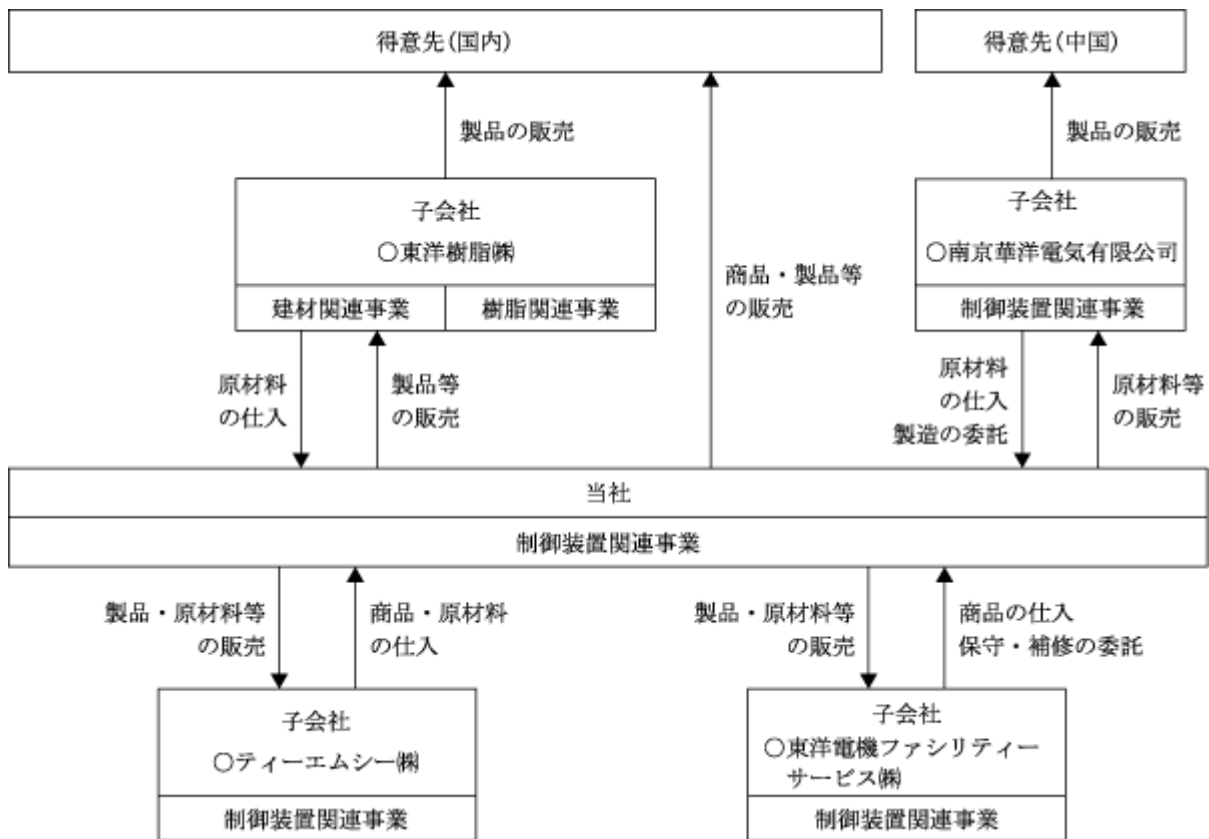 得意先(国内)
得意先(中国)
製品の販売
製品の販売
子会社
○東洋樹脂㈱
建材関連事業
樹脂関連事業
商品・製品等
の販売
子会社
○南京華洋電気有限公司
制御装置関連事業
原材料
の仕入
製品等
の販売
原材料
の仕入
製造の委託
原材料等
の販売
当社
制御装置関連事業
製品・原材料等
の販売
商品・原材料
の仕入
製品・原材料等
の販売
商品の仕入
保守・補修の委託
子会社
○ティーエムシー㈱
制御装置関連事業
子会社
○東洋電機ファシリティー
サービス㈱
制御装置関連事業